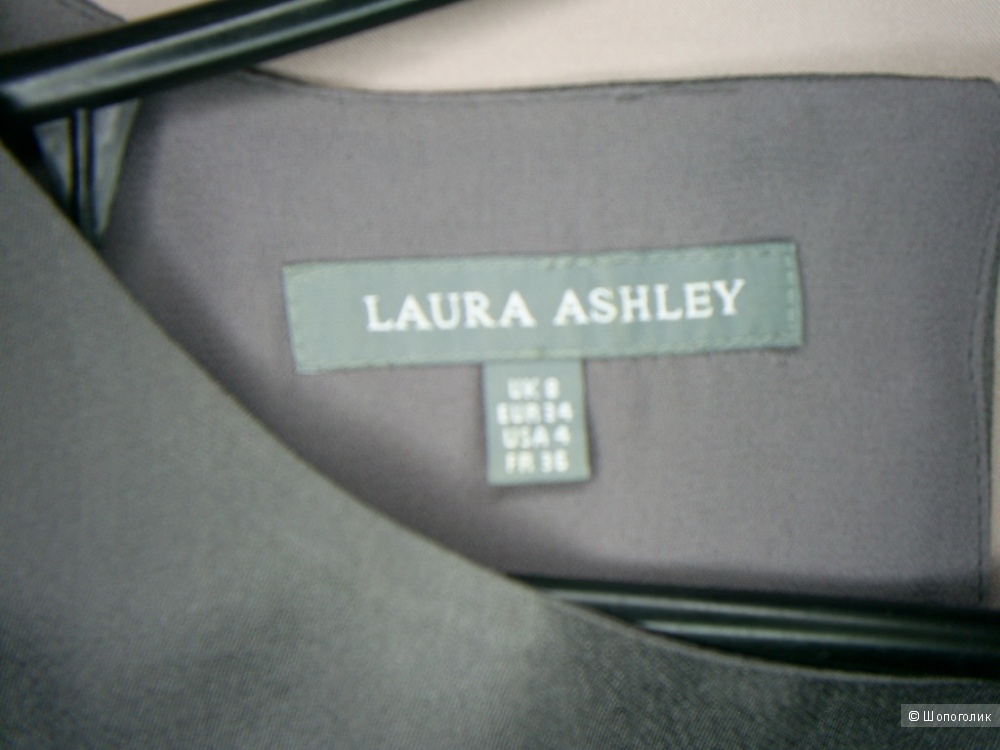 LAURA ASHLEY
UK 8
EUR 34
USA 4
FR 36
© Шопоголик